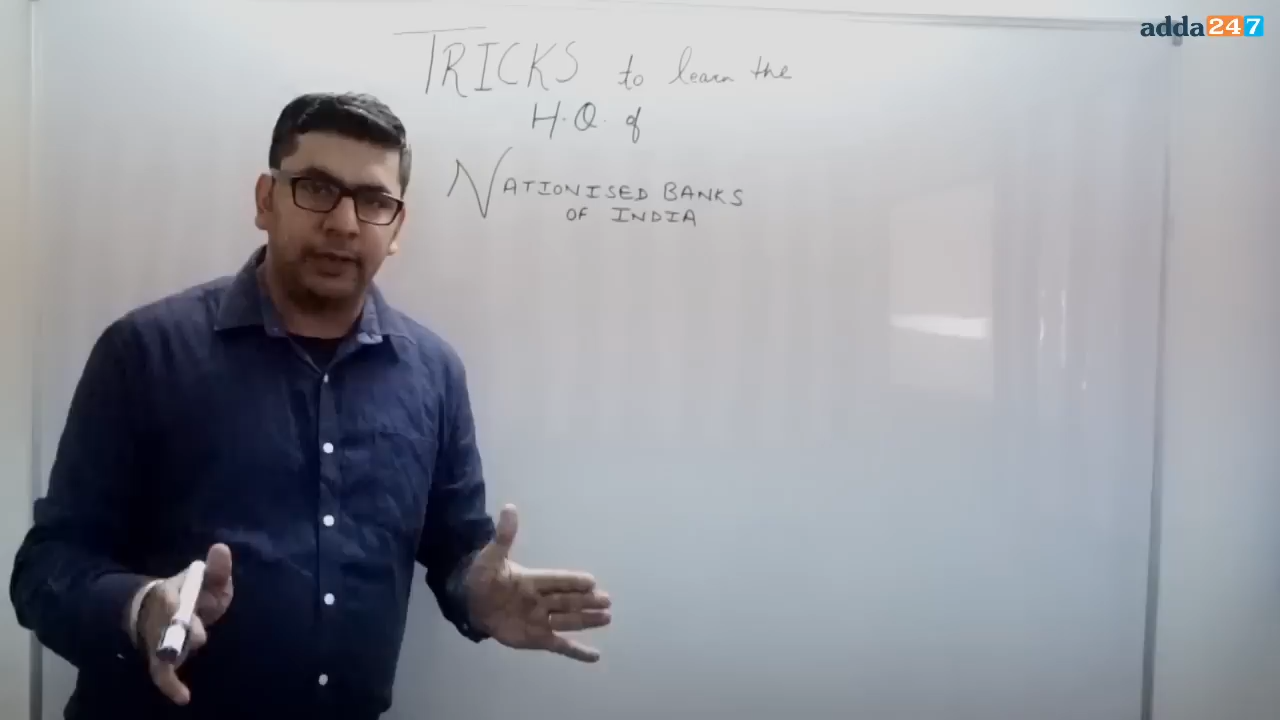 adda247
TRICKS to learn the
H.Q. of
NATIONISED BANKS
OF INDIA